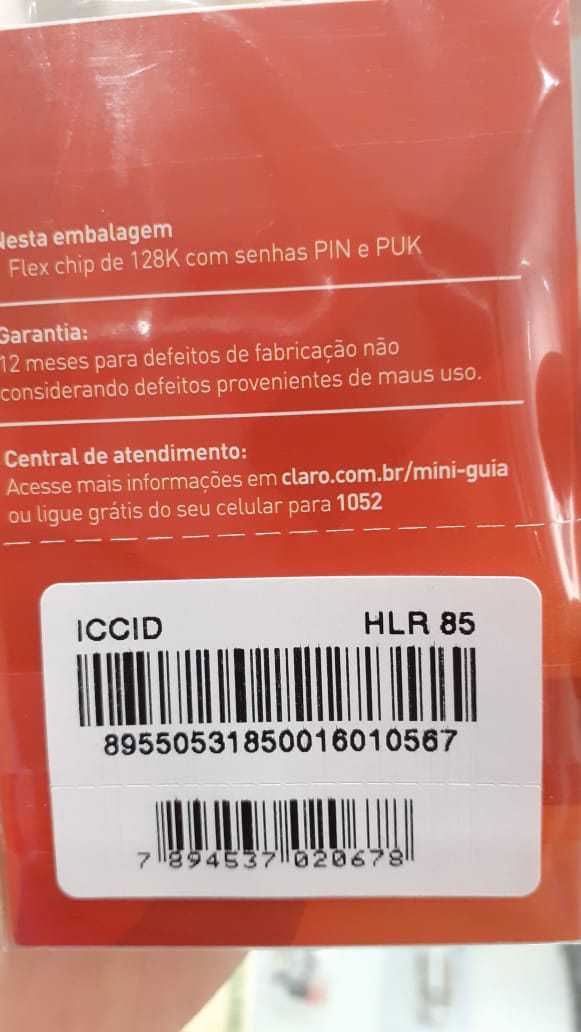 Nesta embalagem
Flex chip de 128K com senhas PIN e PUK
Garantia:
12 meses para defeitos de fabricação não
considerando defeitos provenientes de maus uso.
Central de atendimento:
Acesse mais informações em claro.com.br/mini-guia
ou ligue grátis do seu celular para 1052
ICCID HLR 85
89550531850016010567
7 894537 020678